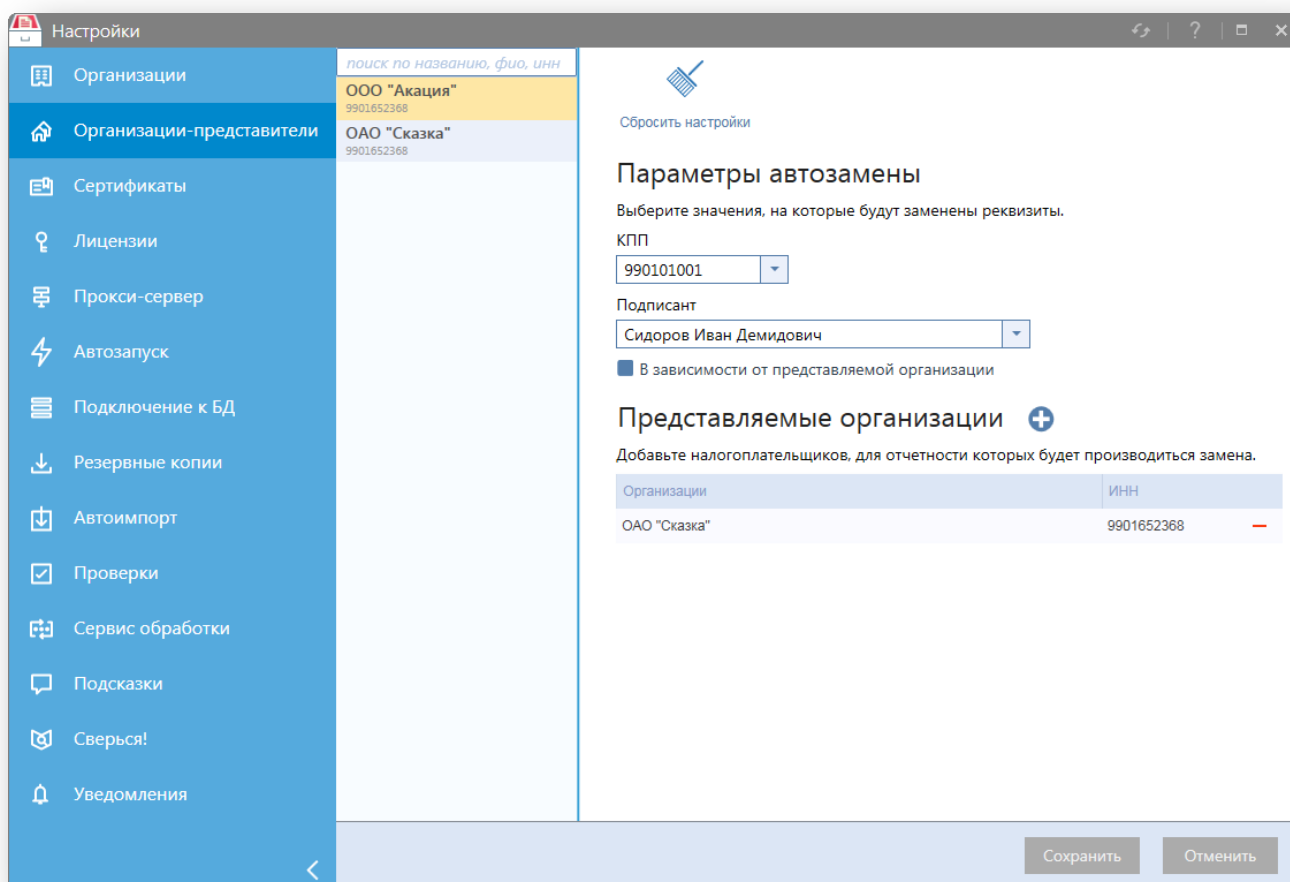 Настройки
?
Организации
Организации-представители
Сертификаты
Лицензии
Прокси-сервер
Автозапуск
Подключение к БД
Резервные копии
Автоимпорт
Проверки
Сервис обработки
Подсказки
Сверься!
Уведомления
поиск по названию, фио, инн
ООО "Акация"
9901652368
ОАО "Сказка"
9901652368
Сбросить настройки
Параметры автозамены
Выберите значения, на которые будут заменены реквизиты.
КПП
990101001
Подписант
Сидоров Иван Демидович
В зависимости от представляемой организации
Представляемые организации
Добавьте налогоплательщиков, для отчетности которых будет производиться замена.
Организации ИНН
ОАО "Сказка" 9901652368
Сохранить Отменить